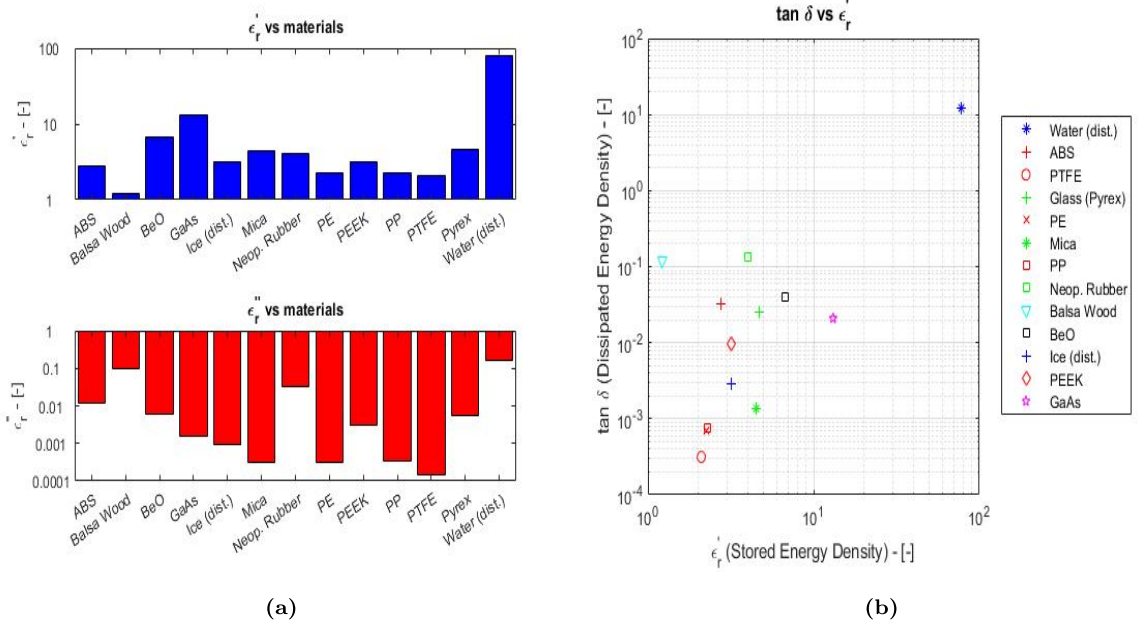 ϵ'r vs materials
100
10
1
ϵ'r - [-]
ABS
Balsa Wood
BeO
GaAs
Ice (dist.)
Mica
Neop. Rubber
PE
PEEK
PP
PTFE
Pyrex
Water (dist.)
ϵ''r vs materials
1
0.1
0.01
0.001
0.0001
ϵ''r - [-]
ABS
Balsa Wood
BeO
GaAs
Ice (dist.)
Mica
Neop. Rubber
PE
PEEK
PP
PTFE
Pyrex
Water (dist.)
(a)
tan δ vs ϵ'r
10^2
10^1
10^0
10^-1
10^-2
10^-3
10^-4
tan δ (Dissipated Energy Density) - [-]
10^0
10^1
10^2
ϵ'r (Stored Energy Density) - [-]
Water (dist.)
ABS
PTFE
Glass (Pyrex)
PE
Mica
PP
Neop. Rubber
Balsa Wood
BeO
Ice (dist.)
PEEK
GaAs
(b)